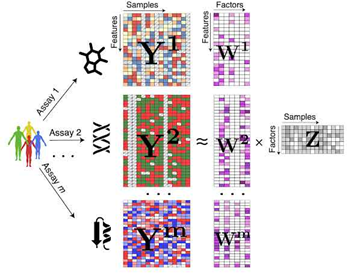 Samples
Factors
Features
Features
Y¹
W¹
Assay 1
Assay 2
Y²
≈
W²
×
Samples
Factors
Z
. . .
. . .
. . .
Assay m
Yᵐ
Wᵐ